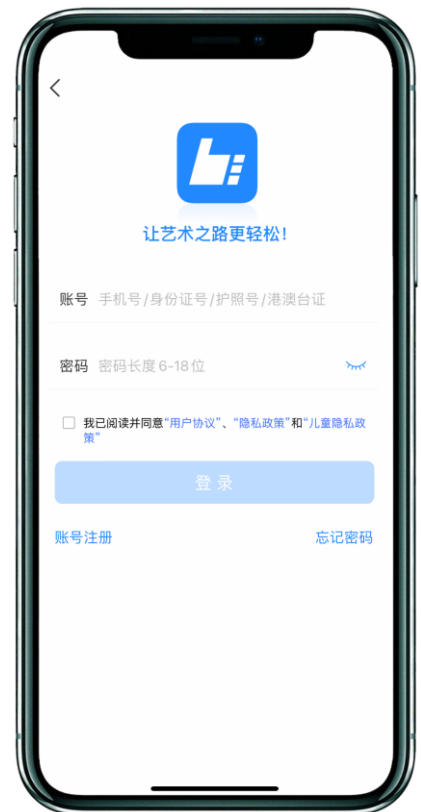 让艺术之路更轻松！
账号 手机号/身份证号/护照号/港澳台证
密码 密码长度6-18位
我已阅读并同意“用户协议”、“隐私政策”和“儿童隐私政
策”
登录
账号注册 忘记密码